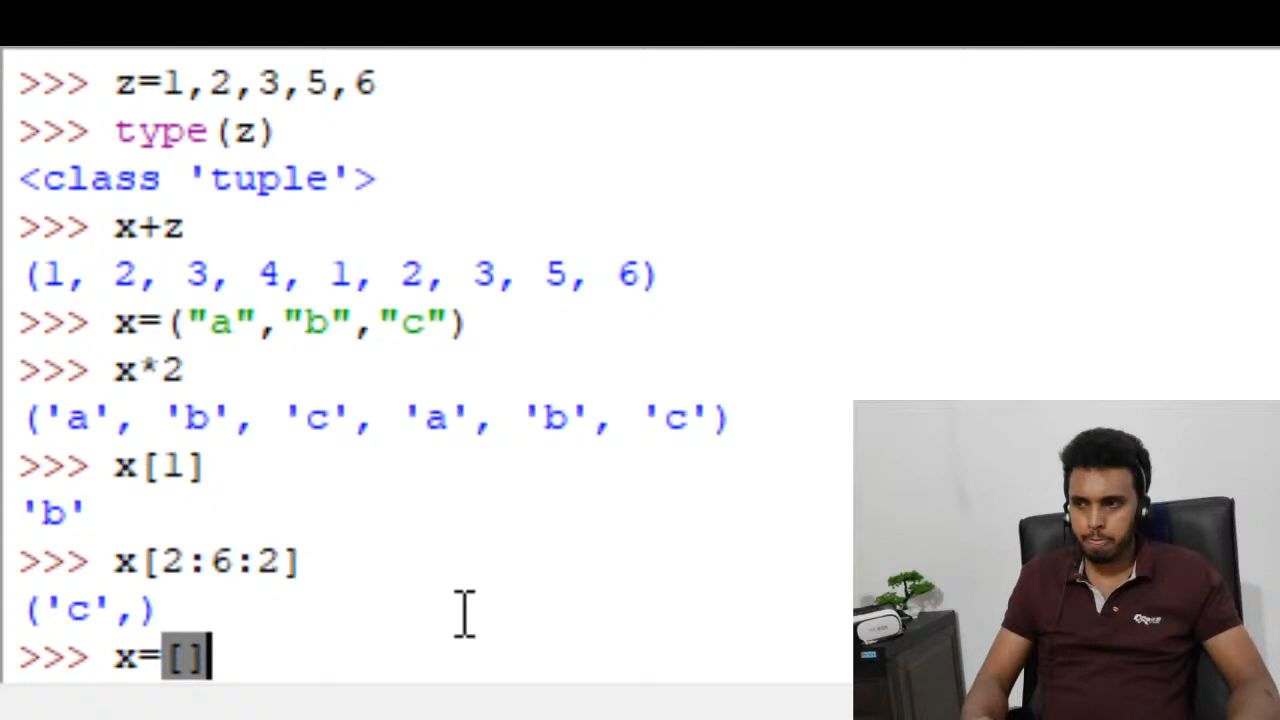 >>> z=1,2,3,5,6
>>> type(z)
<class 'tuple'>
>>> x+z
(1, 2, 3, 4, 1, 2, 3, 5, 6)
>>> x=("a","b","c")
>>> x*2
('a', 'b', 'c', 'a', 'b', 'c')
>>> x[1]
'b'
>>> x[2:6:2]
('c',)
>>> x=[]